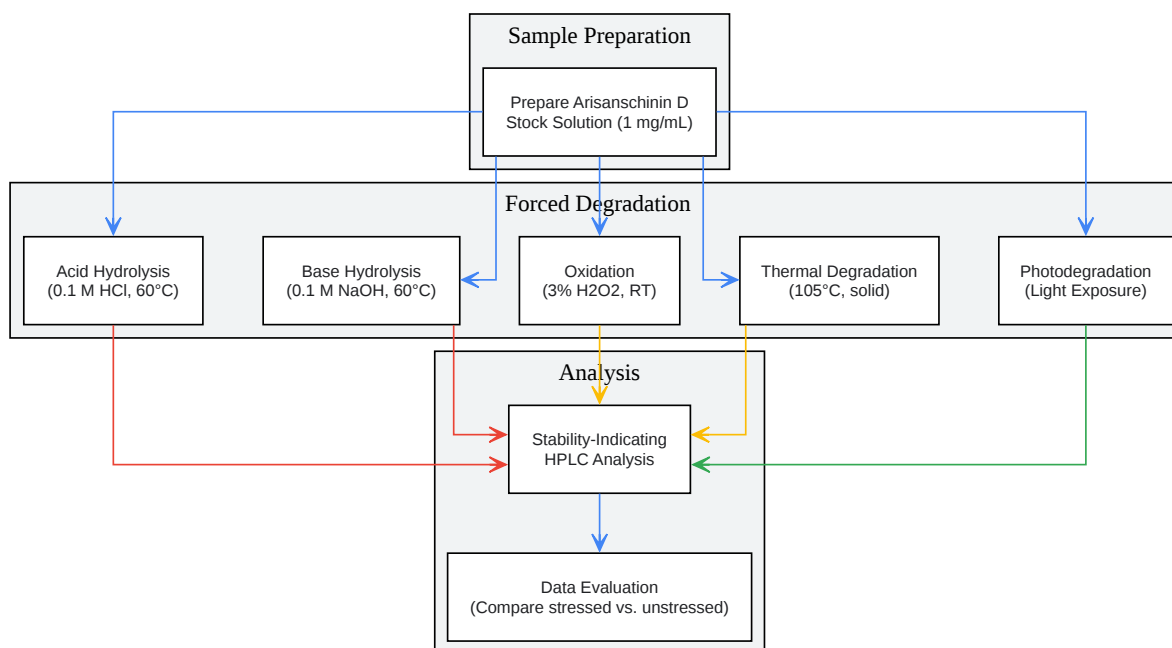 Sample Preparation
Prepare Arisanschinin D
Stock Solution (1 mg/mL)
Forced Degradation
Acid Hydrolysis
(0.1 M HCl, 60°C)
Base Hydrolysis
(0.1 M NaOH, 60°C)
Oxidation
(3% H2O2, RT)
Thermal Degradation
(105°C, solid)
Photodegradation
(Light Exposure)
Analysis
Stability-Indicating
HPLC Analysis
Data Evaluation
(Compare stressed vs. unstressed)